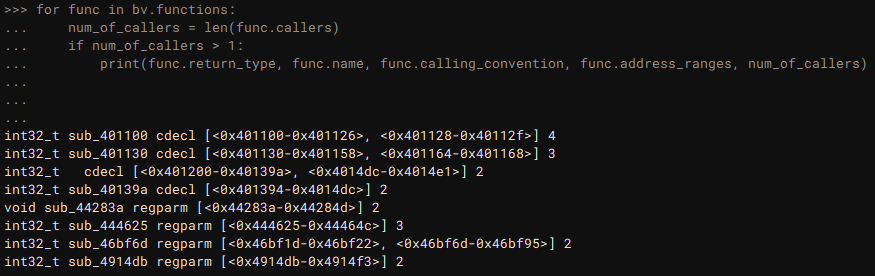 >>> for func in bv.functions:
...     num_of_callers = len(func.callers)
...     if num_of_callers > 1:
...         print(func.return_type, func.name, func.calling_convention, func.address_ranges, num_of_callers)
...
...
...
int32_t sub_401100 cdecl [<0x401100-0x401126>, <0x401128-0x40112f>] 4
int32_t sub_401130 cdecl [<0x401130-0x401158>, <0x401164-0x401168>] 3
int32_t   cdecl [<0x401200-0x40139a>, <0x4014dc-0x4014e1>] 2
int32_t sub_40139a cdecl [<0x401394-0x4014dc>] 2
void sub_44283a regparm [<0x44283a-0x44284d>] 2
int32_t sub_444625 regparm [<0x444625-0x44464c>] 3
int32_t sub_46bf6d regparm [<0x46bf1d-0x46bf22>, <0x46bf6d-0x46bf95>] 2
int32_t sub_4914db regparm [<0x4914db-0x4914f3>] 2